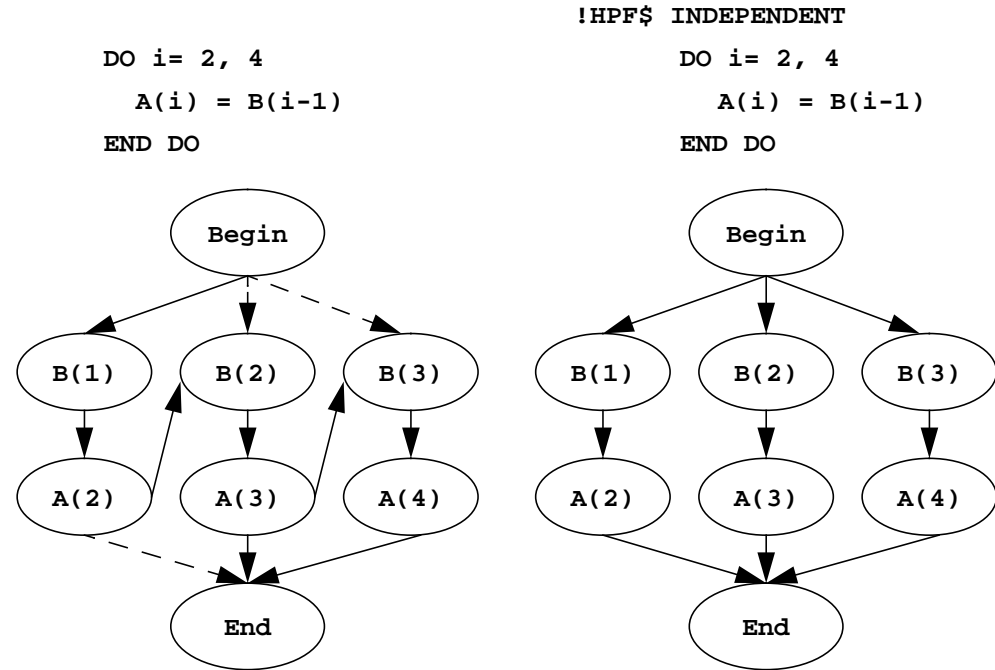 DO i= 2, 4
A(i) = B(i-1)
END DO
Begin
B(1) B(2) B(3)
A(2) A(3) A(4)
End
!HPF$ INDEPENDENT
DO i= 2, 4
A(i) = B(i-1)
END DO
Begin
B(1) B(2) B(3)
A(2) A(3) A(4)
End